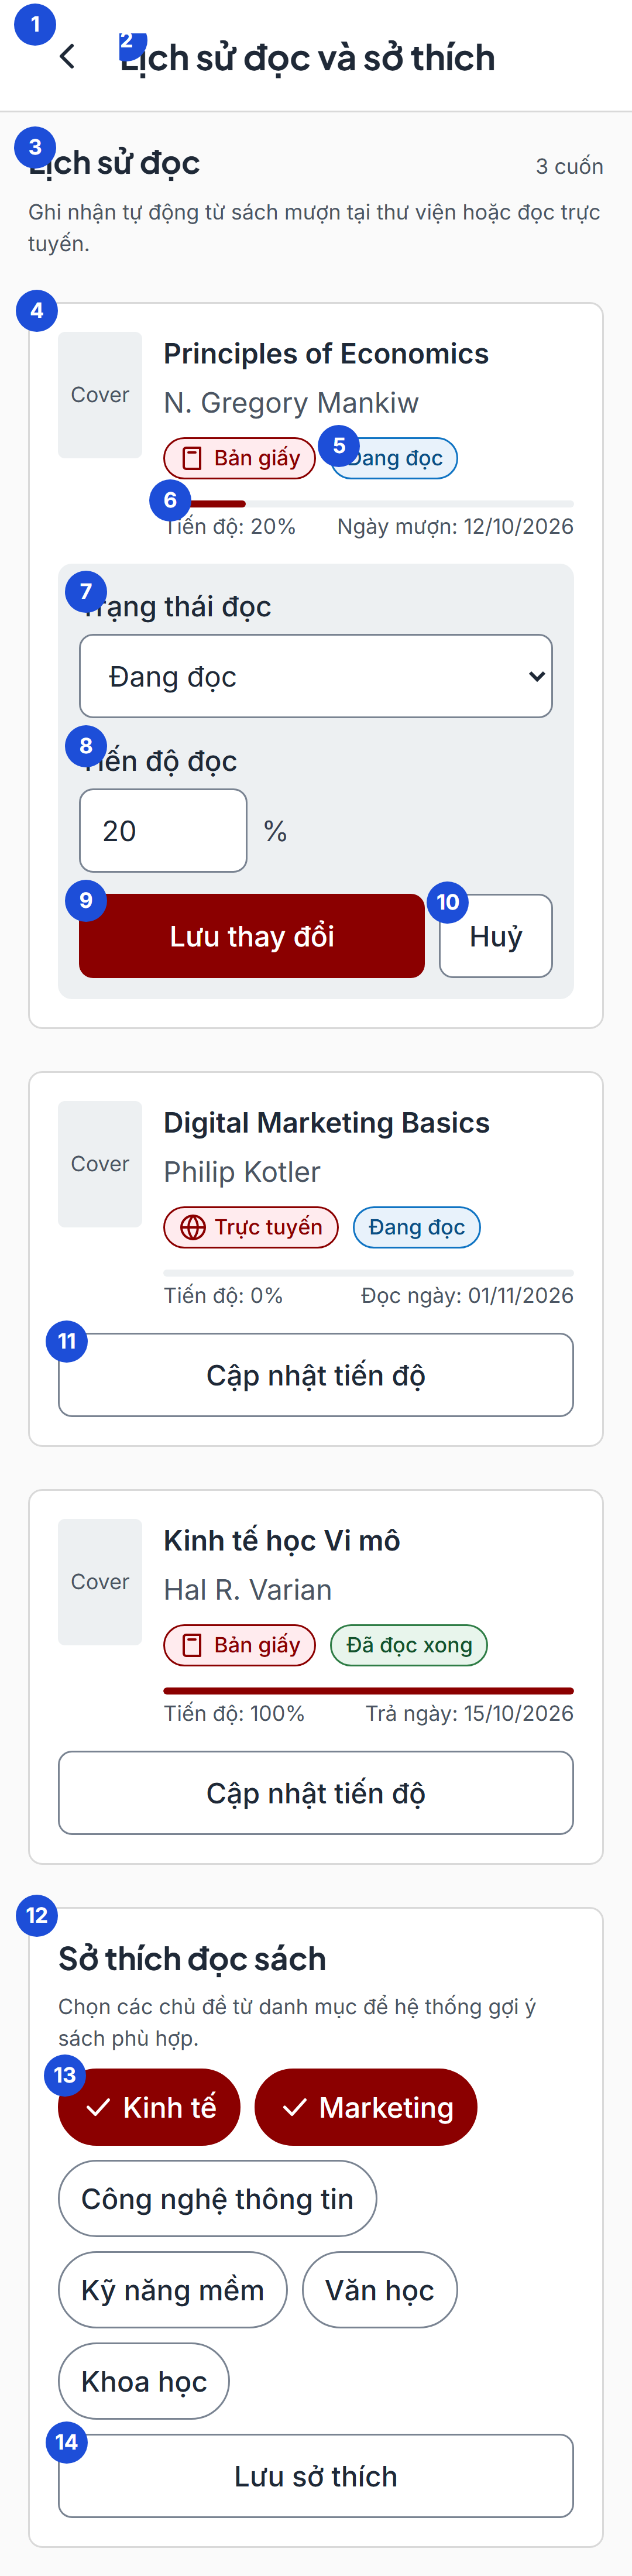 1
2
Lịch sử đọc và sở thích
3
Lịch sử đọc
3 cuốn
Ghi nhận tự động từ sách mượn tại thư viện hoặc đọc trực
tuyến.
4
Cover
Principles of Economics
N. Gregory Mankiw
Bản giấy
5
Đang đọc
6
Tiến độ: 20%
Ngày mượn: 12/10/2026
7
Trạng thái đọc
Đang đọc
8
Tiến độ đọc
20
%
9
Lưu thay đổi
10
Huỷ
Cover
Digital Marketing Basics
Philip Kotler
Trực tuyến
Đang đọc
Tiến độ: 0%
Đọc ngày: 01/11/2026
11
Cập nhật tiến độ
Cover
Kinh tế học Vi mô
Hal R. Varian
Bản giấy
Đã đọc xong
Tiến độ: 100%
Trả ngày: 15/10/2026
Cập nhật tiến độ
12
Sở thích đọc sách
Chọn các chủ đề từ danh mục để hệ thống gợi ý
sách phù hợp.
13
Kinh tế
Marketing
Công nghệ thông tin
Kỹ năng mềm
Văn học
Khoa học
14
Lưu sở thích